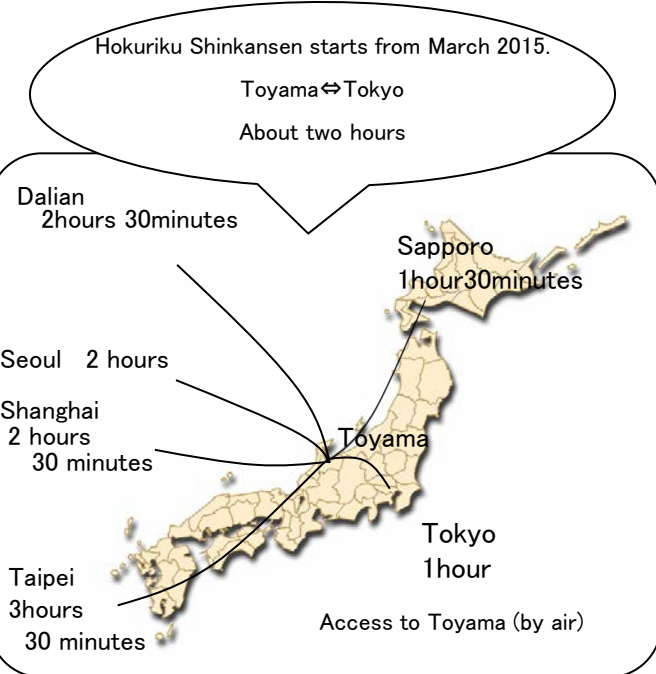 Hokuriku Shinkansen starts from March 2015.
Toyama⇔Tokyo
About two hours
Dalian
2hours 30minutes
Sapporo
1hour30minutes
Seoul 2 hours
Shanghai
2 hours
30 minutes
Toyama
Tokyo
1hour
Taipei
3hours
30 minutes
Access to Toyama (by air)